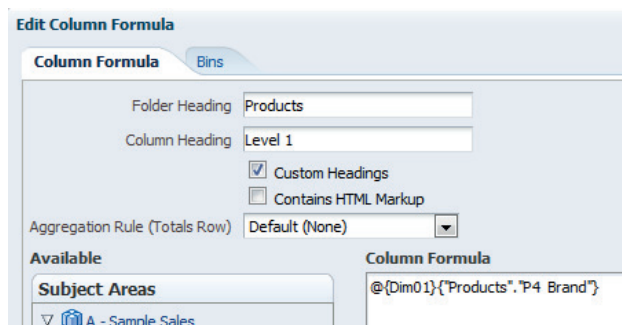 Edit Column Formula
Column Formula Bins
Folder Heading Products
Column Heading Level 1
Custom Headings
Contains HTML Markup
Aggregation Rule (Totals Row) Default (None)
Available Column Formula
Subject Areas @{Dim01}{"Products"."P4 Brand"}
A - Sample Sales